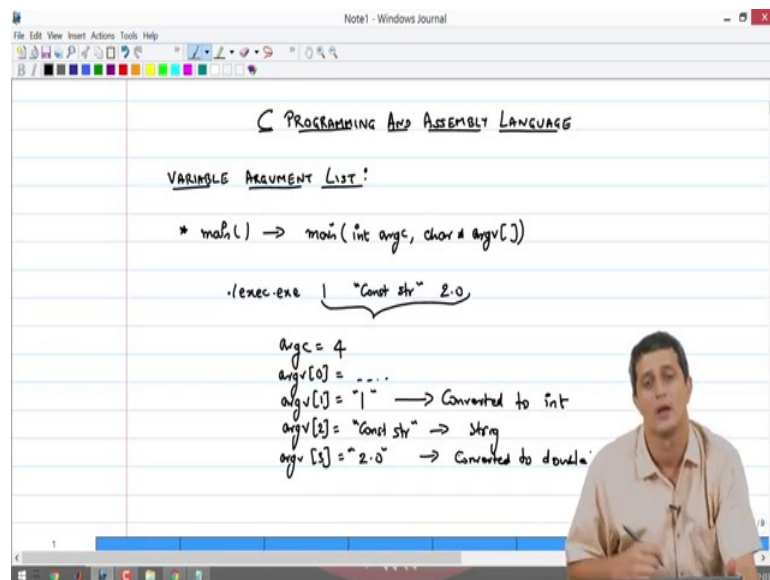 Note1 - Windows Journal
File Edit View Insert Actions Tools Help
C PROGRAMMING AND ASSEMBLY LANGUAGE
VARIABLE ARGUMENT LIST:
* main() → main(int argc, char* argv[])
./exec.exe 1 "Const str" 2.0
argc = 4
argv[0] = ....
argv[1] = "1" → Converted to int
argv[2] = "Const str" → String
argv[3] = "2.0" → Converted to double
1